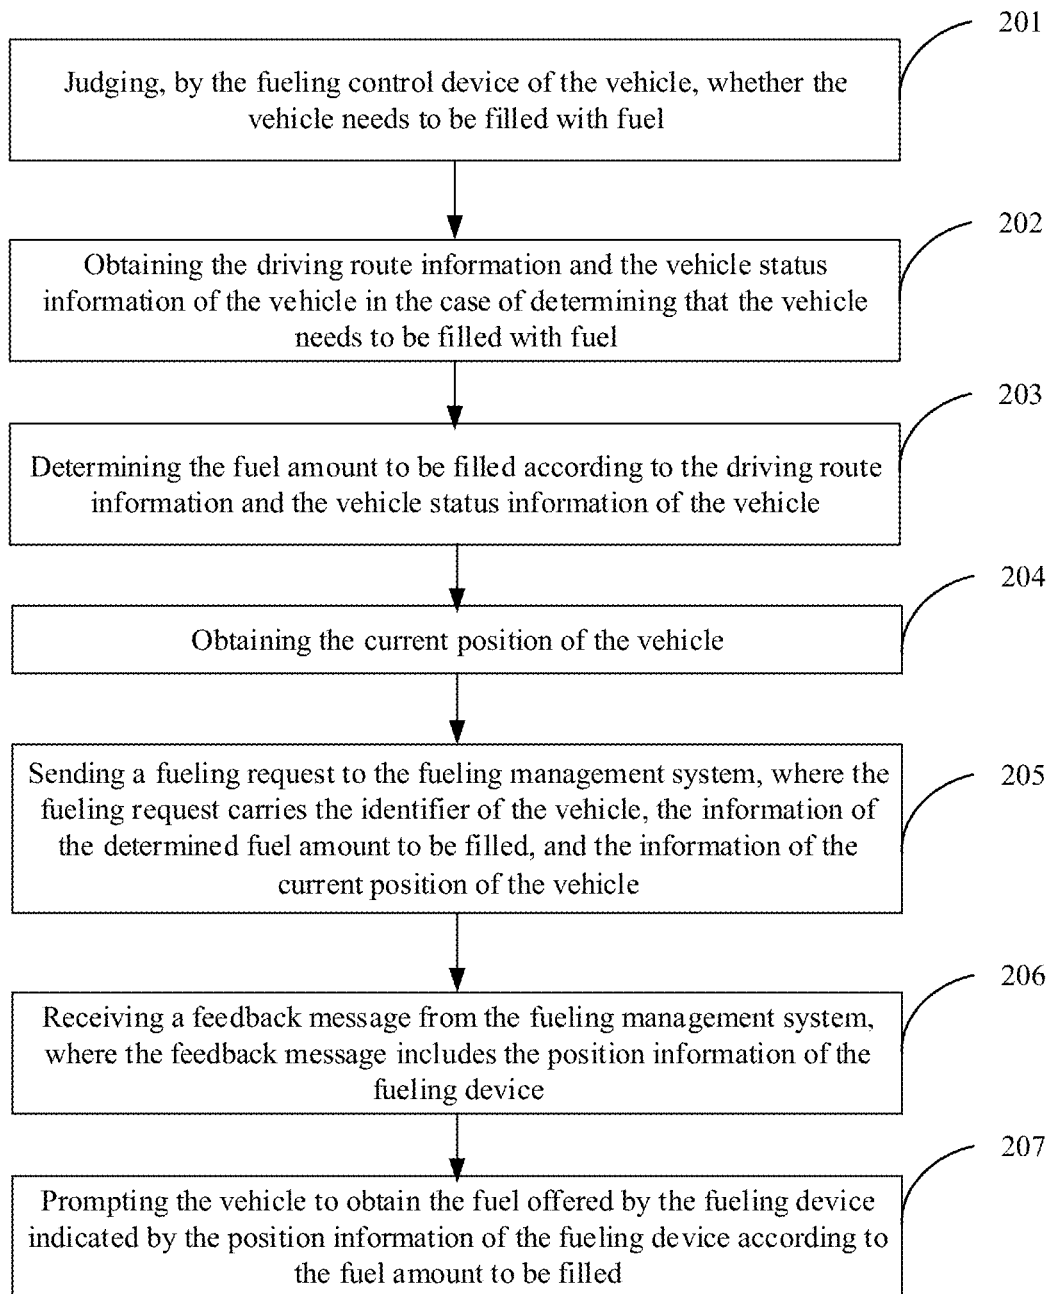 201
Judging, by the fueling control device of the vehicle, whether the
vehicle needs to be filled with fuel
202
Obtaining the driving route information and the vehicle status
information of the vehicle in the case of determining that the vehicle
needs to be filled with fuel
203
Determining the fuel amount to be filled according to the driving route
information and the vehicle status information of the vehicle
204
Obtaining the current position of the vehicle
205
Sending a fueling request to the fueling management system, where the
fueling request carries the identifier of the vehicle, the information of
the determined fuel amount to be filled, and the information of the
current position of the vehicle
206
Receiving a feedback message from the fueling management system,
where the feedback message includes the position information of the
fueling device
207
Prompting the vehicle to obtain the fuel offered by the fueling device
indicated by the position information of the fueling device according to
the fuel amount to be filled